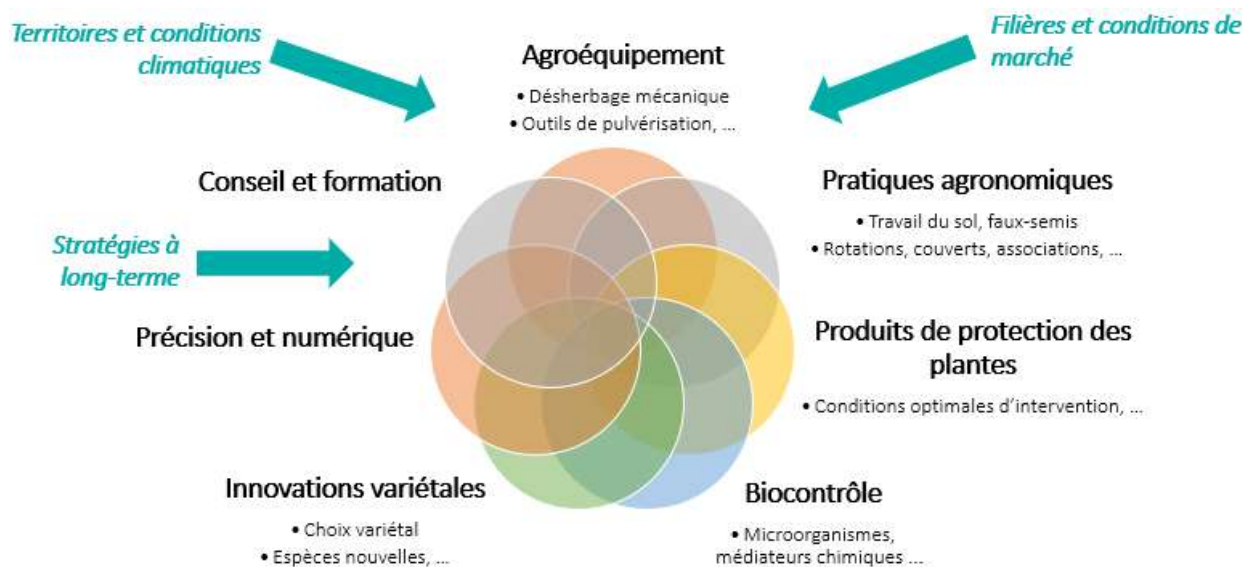 Territoires et conditions
climatiques
Filières et conditions de
marché
Agroéquipement
• Désherbage mécanique
• Outils de pulvérisation, ...
Conseil et formation
Pratiques agronomiques
• Travail du sol, faux-semis
• Rotations, couverts, associations, ...
Stratégies à
long-terme
Précision et numérique
Produits de protection des
plantes
• Conditions optimales d'intervention, ...
Innovations variétales
• Choix variétal
• Espèces nouvelles, ...
Biocontrôle
• Microorganismes,
médiateurs chimiques ...